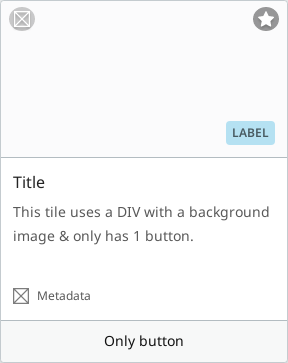 LABEL
Title
This tile uses a DIV with a background
image & only has 1 button.
Metadata
Only button